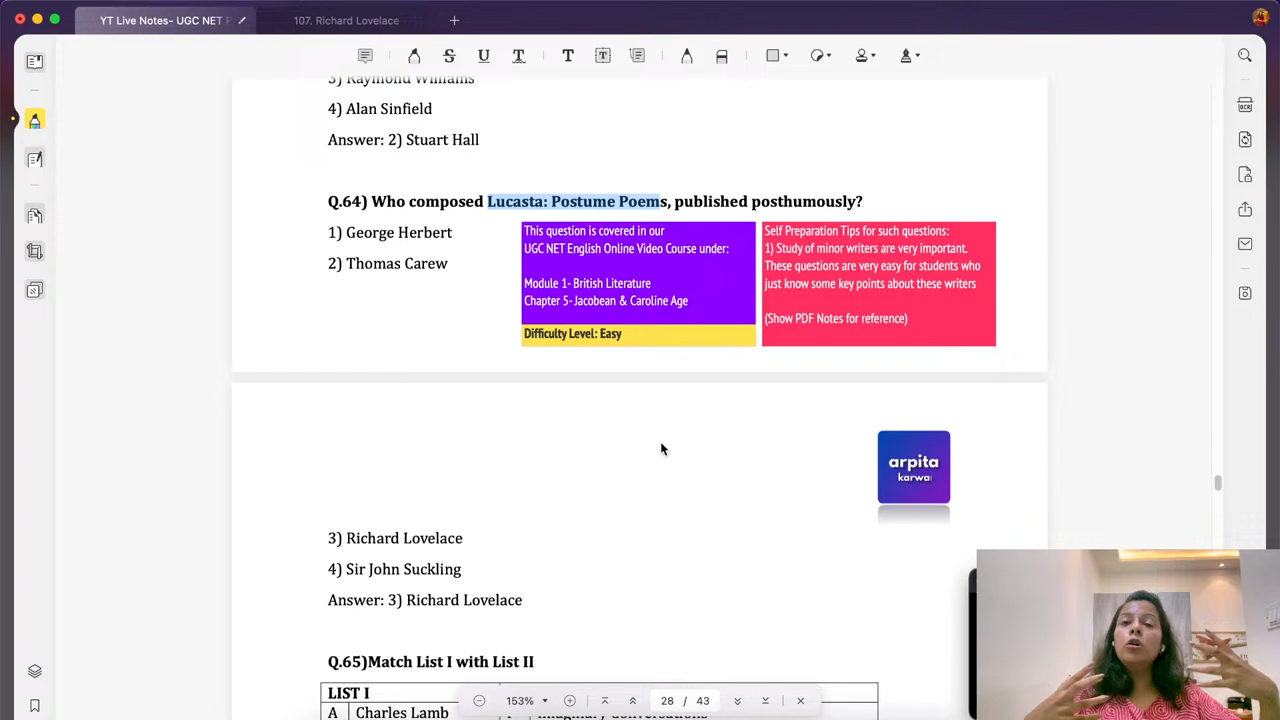 YT Live Notes- UGC NET P
107. Richard Lovelace
3) Raymond Williams
4) Alan Sinfield
Answer: 2) Stuart Hall
Q.64) Who composed Lucasta: Postume Poems, published posthumously?
1) George Herbert
2) Thomas Carew
This question is covered in our
UGC NET English Online Video Course under:
Module 1- British Literature
Chapter 5- Jacobean & Caroline Age
Difficulty Level: Easy
Self Preparation Tips for such questions:
1) Study of minor writers are very important.
These questions are very easy for students who
just know some key points about these writers
(Show PDF Notes for reference)
arpita
karwa
3) Richard Lovelace
4) Sir John Suckling
Answer: 3) Richard Lovelace
Q.65)Match List I with List II
LIST I
A Charles Lamb
Imaginary Conversations
153%
28 / 43
OCR